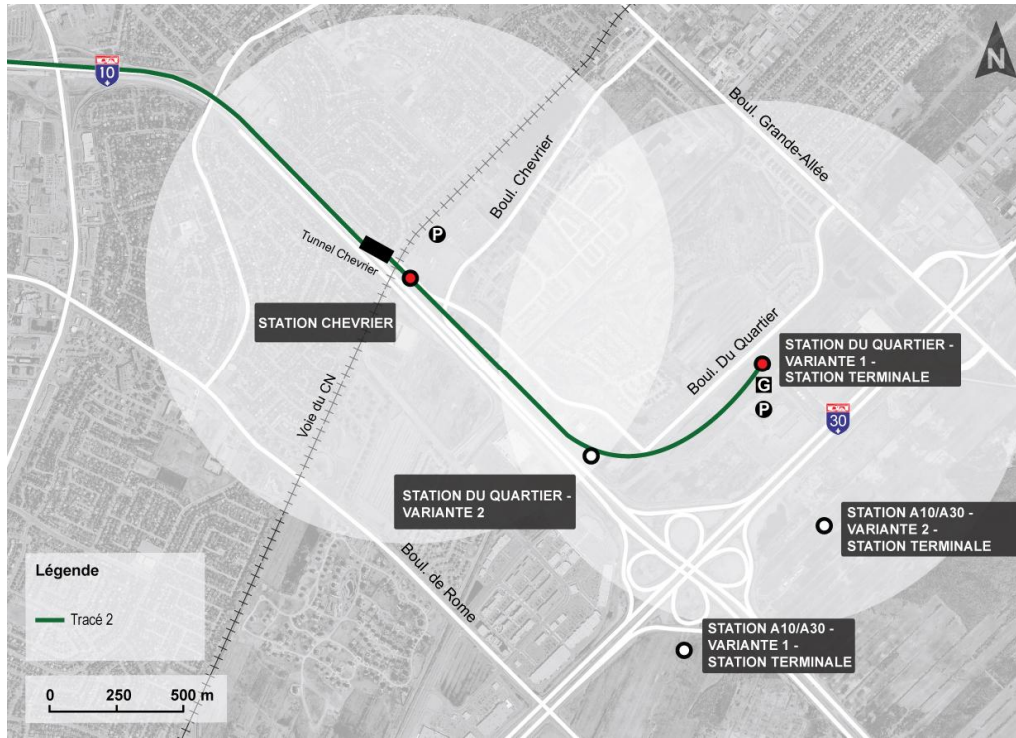 10
N
Boul. Grande-Allée
Boul. Chevrier
P
Tunnel Chevrier
STATION CHEVRIER
Boul. Du Quartier
STATION DU QUARTIER -
VARIANTE 1 -
STATION TERMINALE
G
P
30
Voie du CN
STATION DU QUARTIER -
VARIANTE 2
STATION A10/A30 -
VARIANTE 2 -
STATION TERMINALE
Boul. de Rome
STATION A10/A30 -
VARIANTE 1 -
STATION TERMINALE
Légende
Tracé 2
0 250 500 m